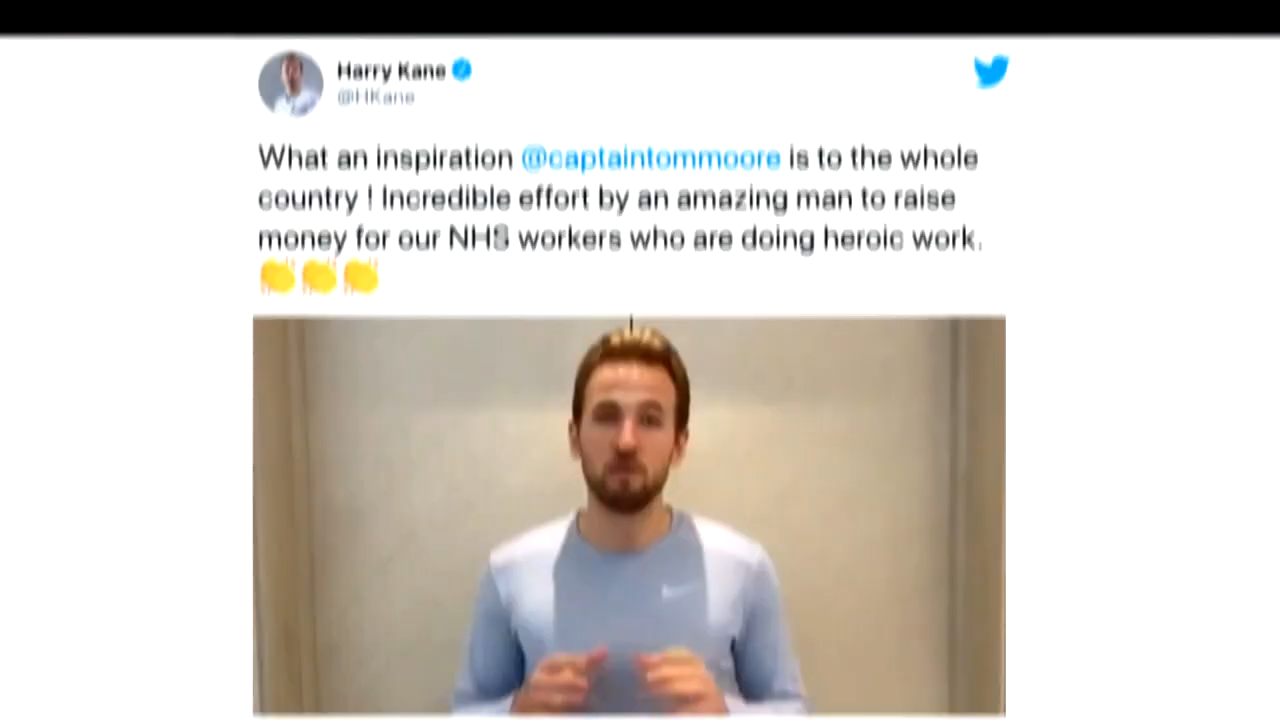 Harry Kane
@HKane
What an inspiration @captaintommoore is to the whole
country ! Incredible effort by an amazing man to raise
money for our NHS workers who are doing heroic work.
👏👏👏